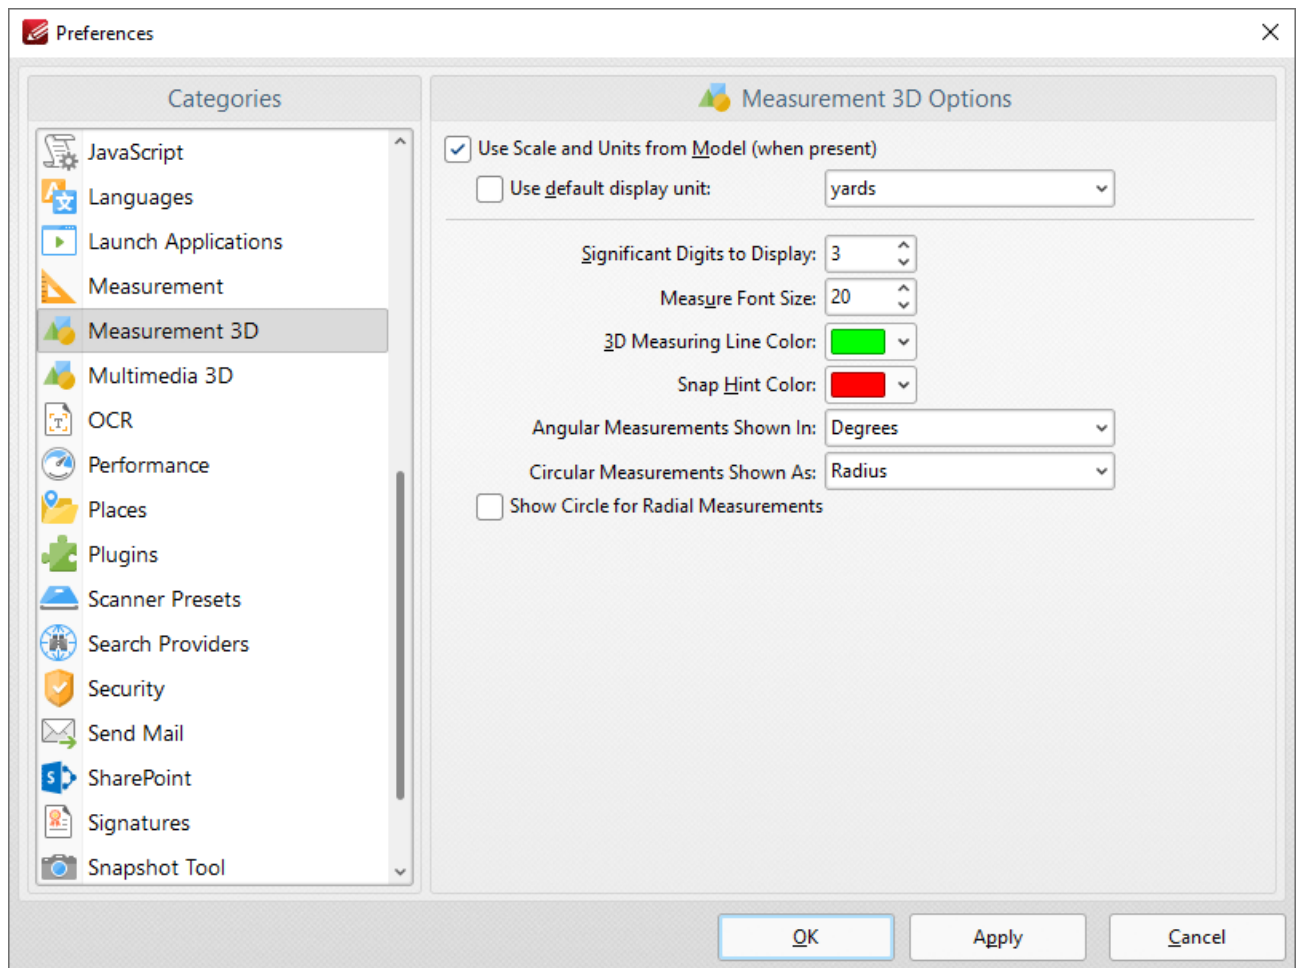 Preferences
Categories
JavaScript
Languages
Launch Applications
Measurement
Measurement 3D
Multimedia 3D
OCR
Performance
Places
Plugins
Scanner Presets
Search Providers
Security
Send Mail
SharePoint
Signatures
Snapshot Tool
Measurement 3D Options
Use Scale and Units from Model (when present)
Use default display unit: yards
Significant Digits to Display: 3
Measure Font Size: 20
3D Measuring Line Color:
Snap Hint Color:
Angular Measurements Shown In: Degrees
Circular Measurements Shown As: Radius
Show Circle for Radial Measurements
OK Apply Cancel